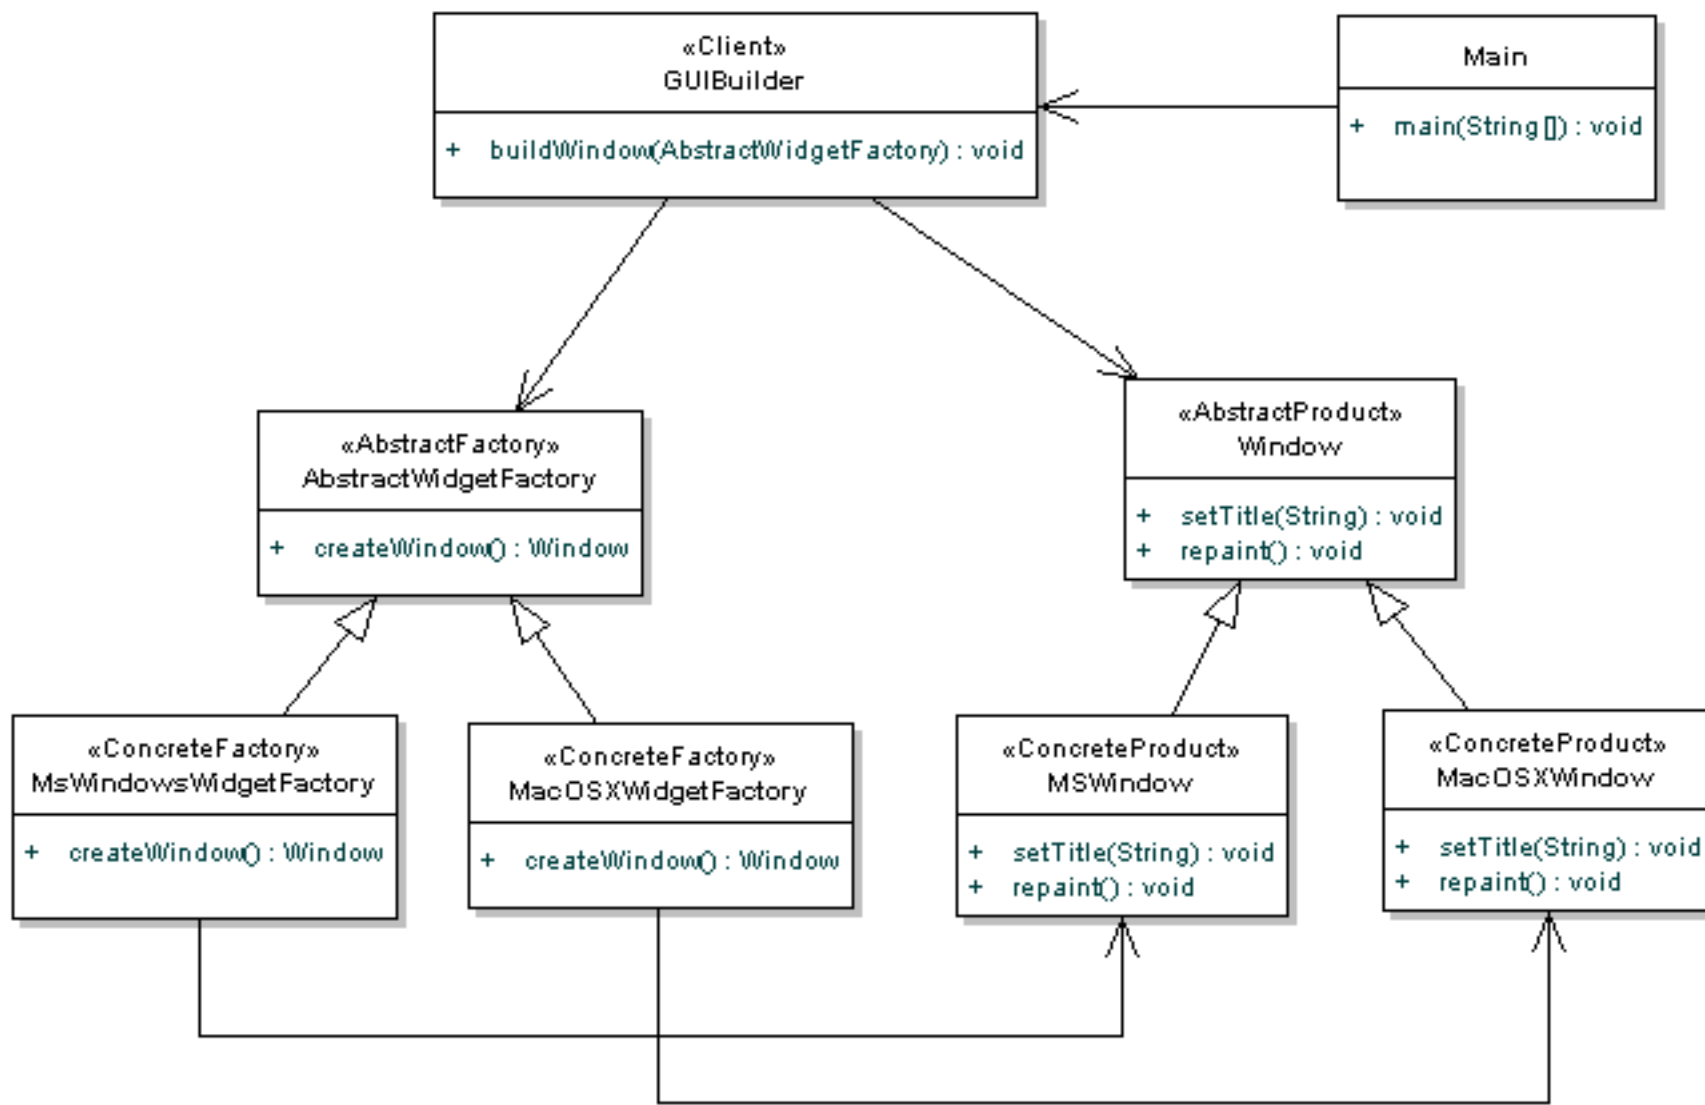 «Client»
GUIBuilder
+ buildWindow(AbstractWidgetFactory) : void
Main
+ main(String []) : void
«AbstractFactory»
AbstractWidgetFactory
+ createWindow() : Window
«AbstractProduct»
Window
+ setTitle(String) : void
+ repaint() : void
«ConcreteFactory»
MsWindowsWidgetFactory
+ createWindow() : Window
«ConcreteFactory»
MacOSXWidgetFactory
+ createWindow() : Window
«ConcreteProduct»
MSWindow
+ setTitle(String) : void
+ repaint() : void
«ConcreteProduct»
MacOSXWindow
+ setTitle(String) : void
+ repaint() : void